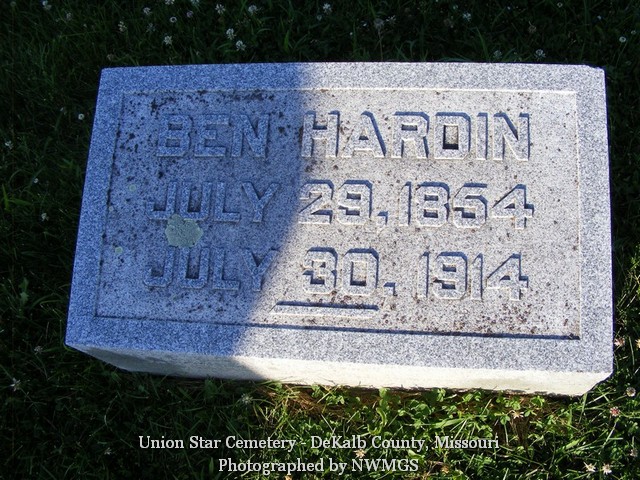 BEN HARDIN
JULY 29, 1854
JULY 30, 1914
Union Star Cemetery - DeKalb County, Missouri
Photographed by NWMGS